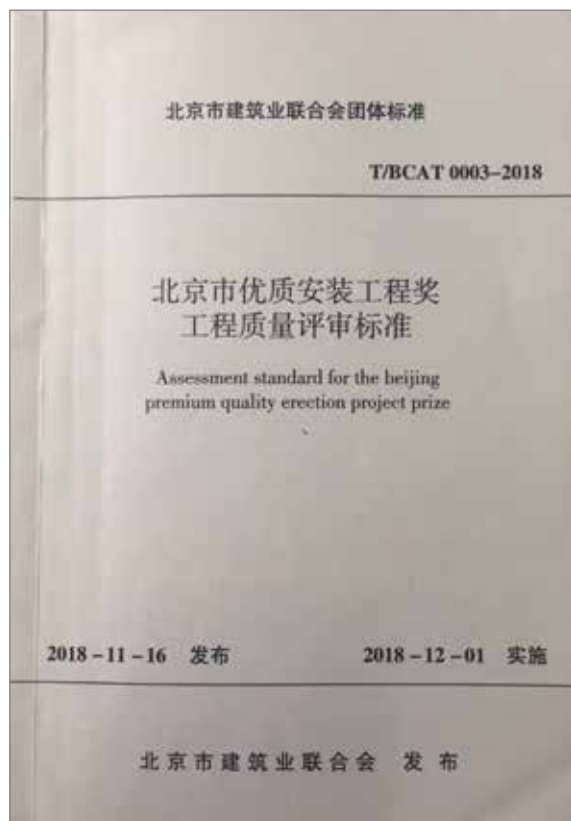 北京市建筑业联合会团体标准
T/BCAT 0003-2018
北京市优质安装工程奖
工程质量评审标准
Assessment standard for the beijing
premium quality erection project prize
2018-11-16 发布 2018-12-01 实施
北京市建筑业联合会 发布